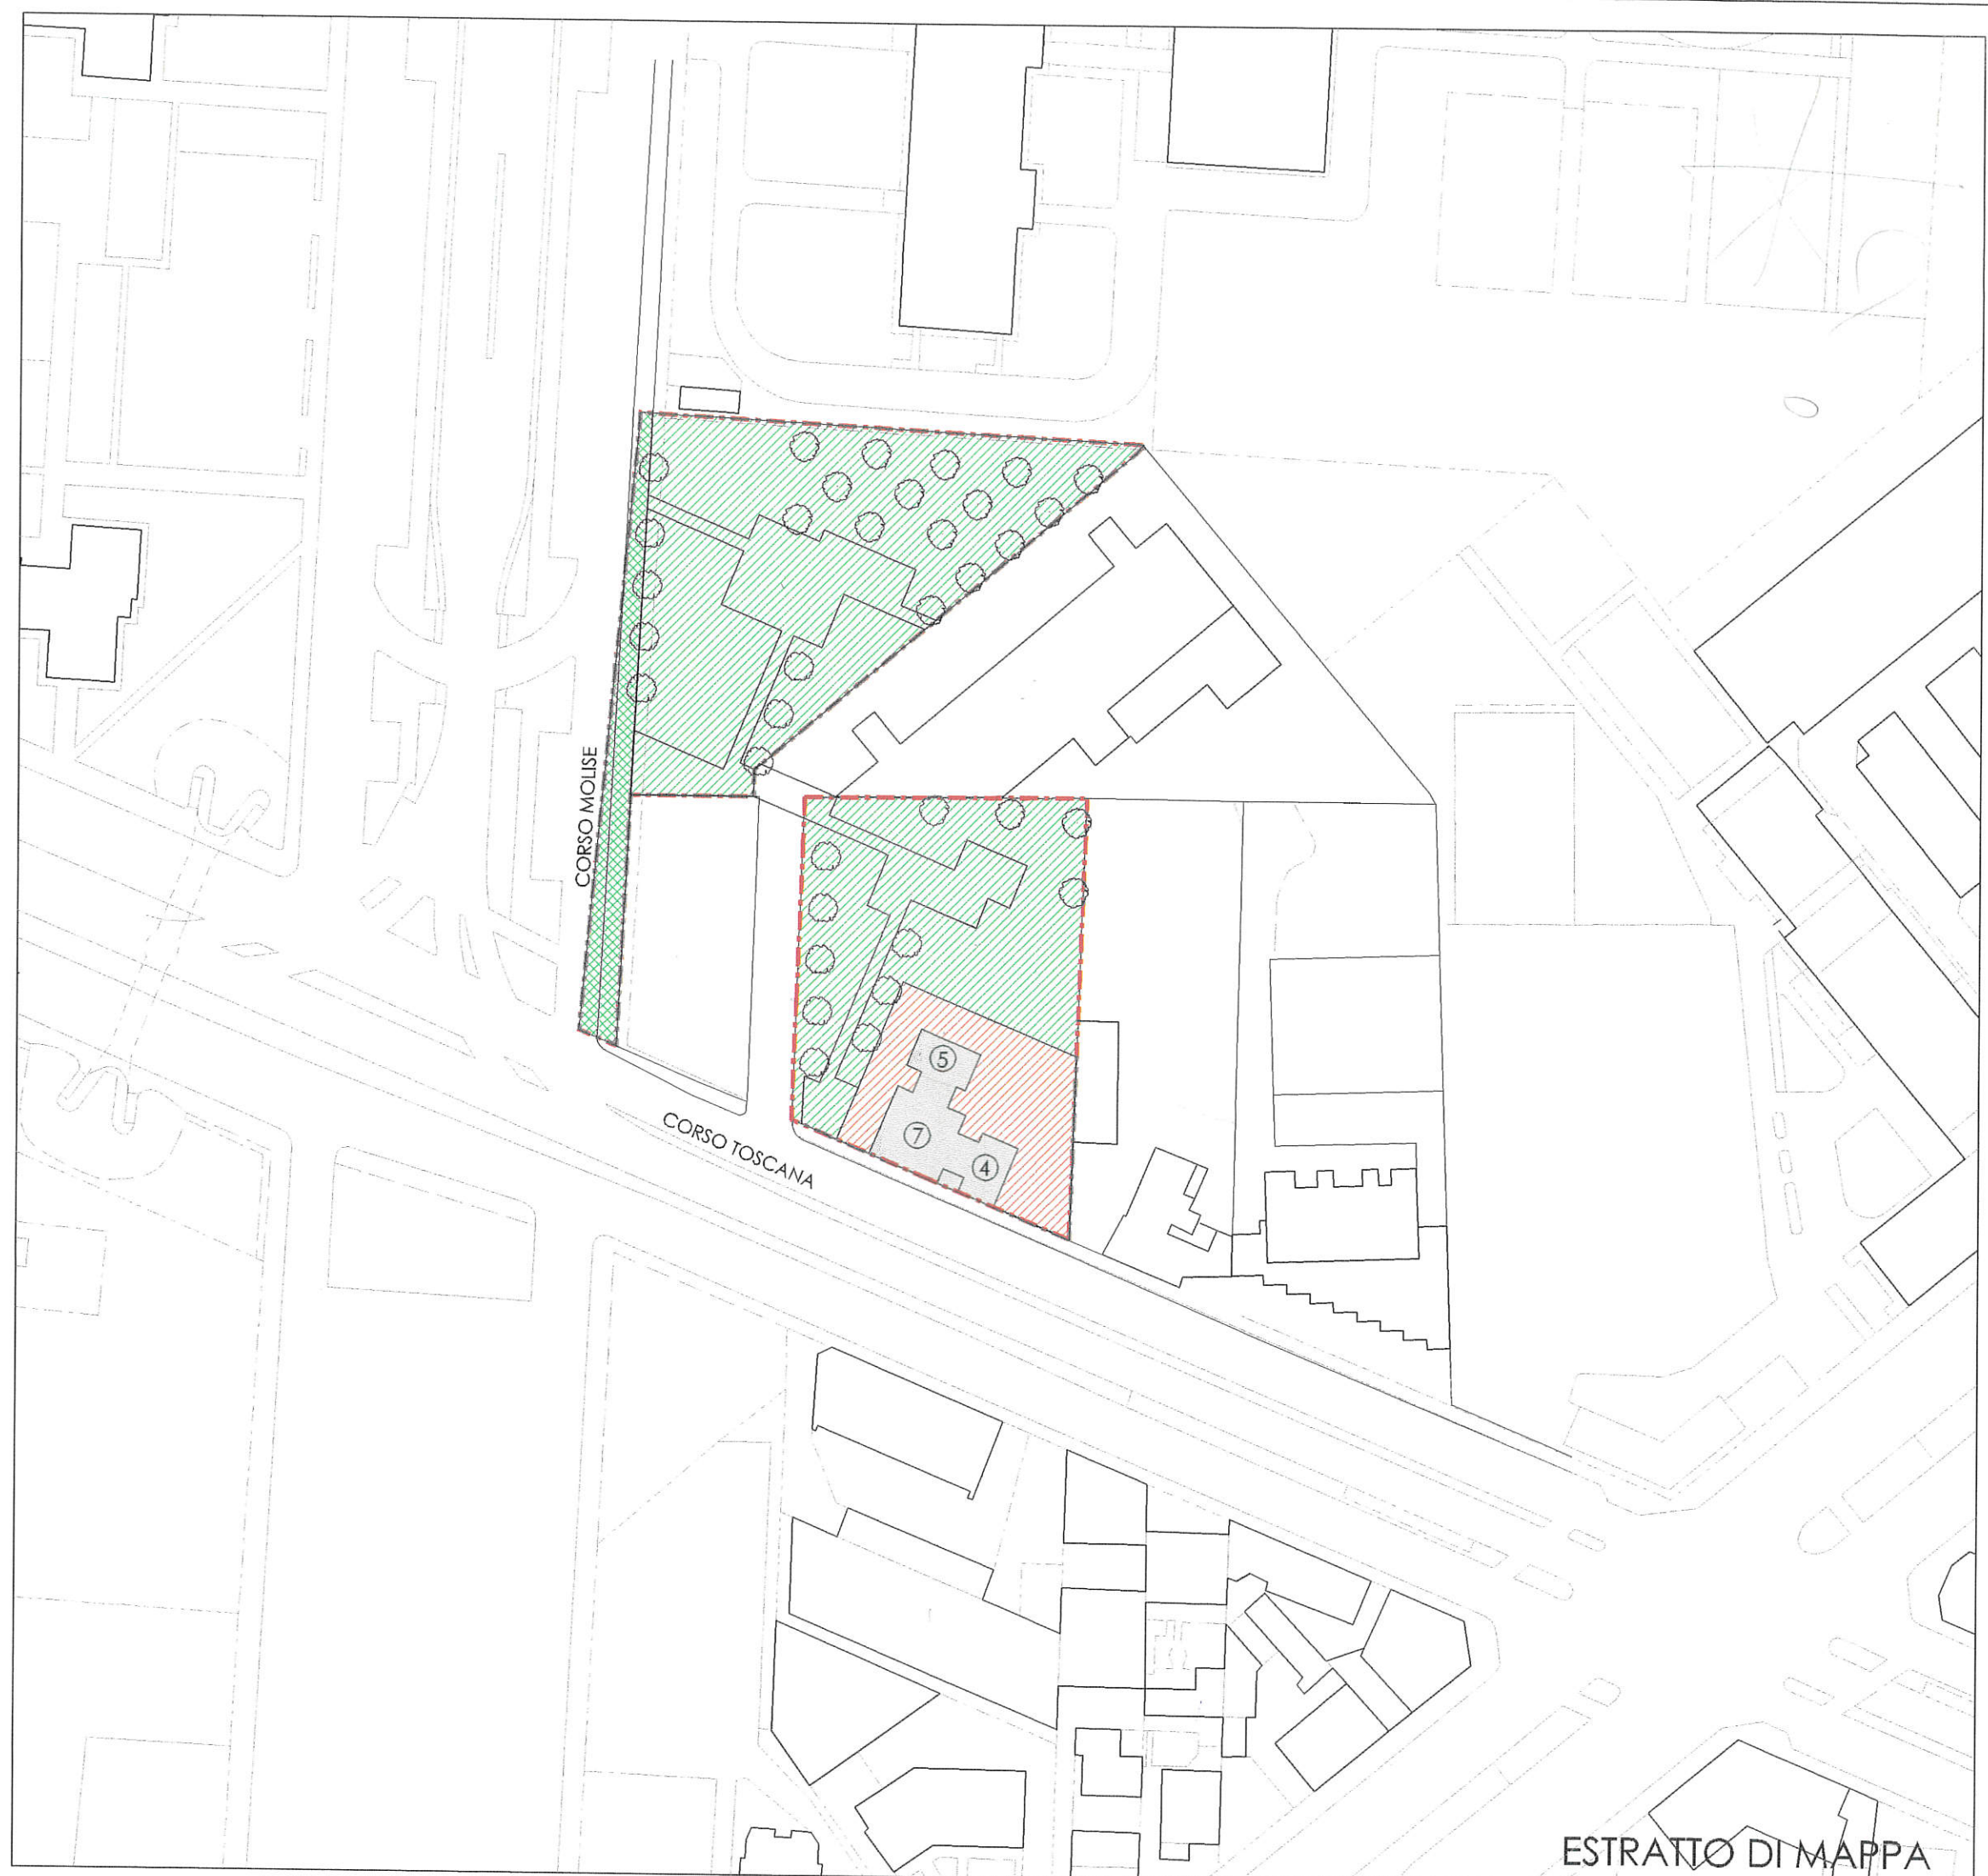 CORSO MOLISE
5
7
4
CORSO TOSCANA
ESTRATTO DI MAPPA